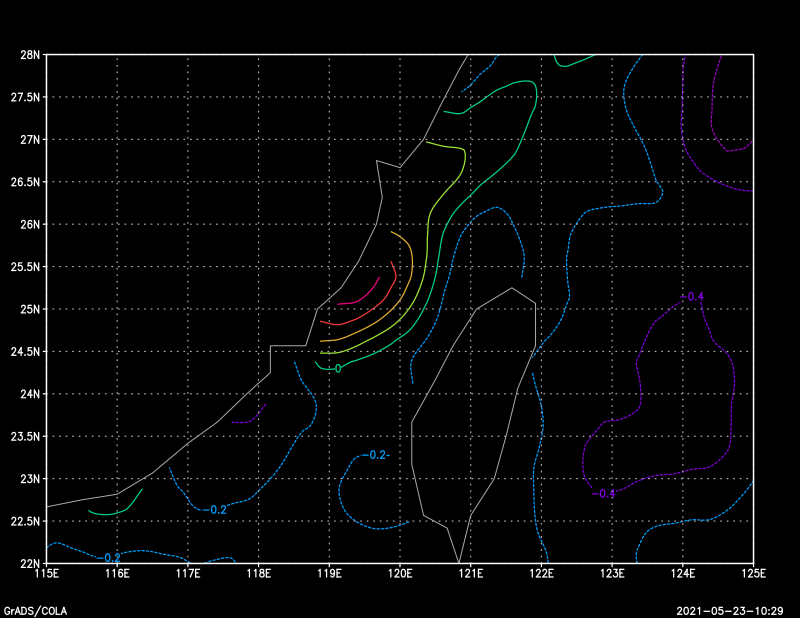 28N
27.5N
27N
26.5N
26N
25.5N
-0.4
25N
24.5N
0
24N
23.5N
-0.2
23N
-0.4
-0.2
22.5N
-0.2
22N
115E 116E 117E 118E 119E 120E 121E 122E 123E 124E 125E
GrADS/COLA 2021-05-23-10:29